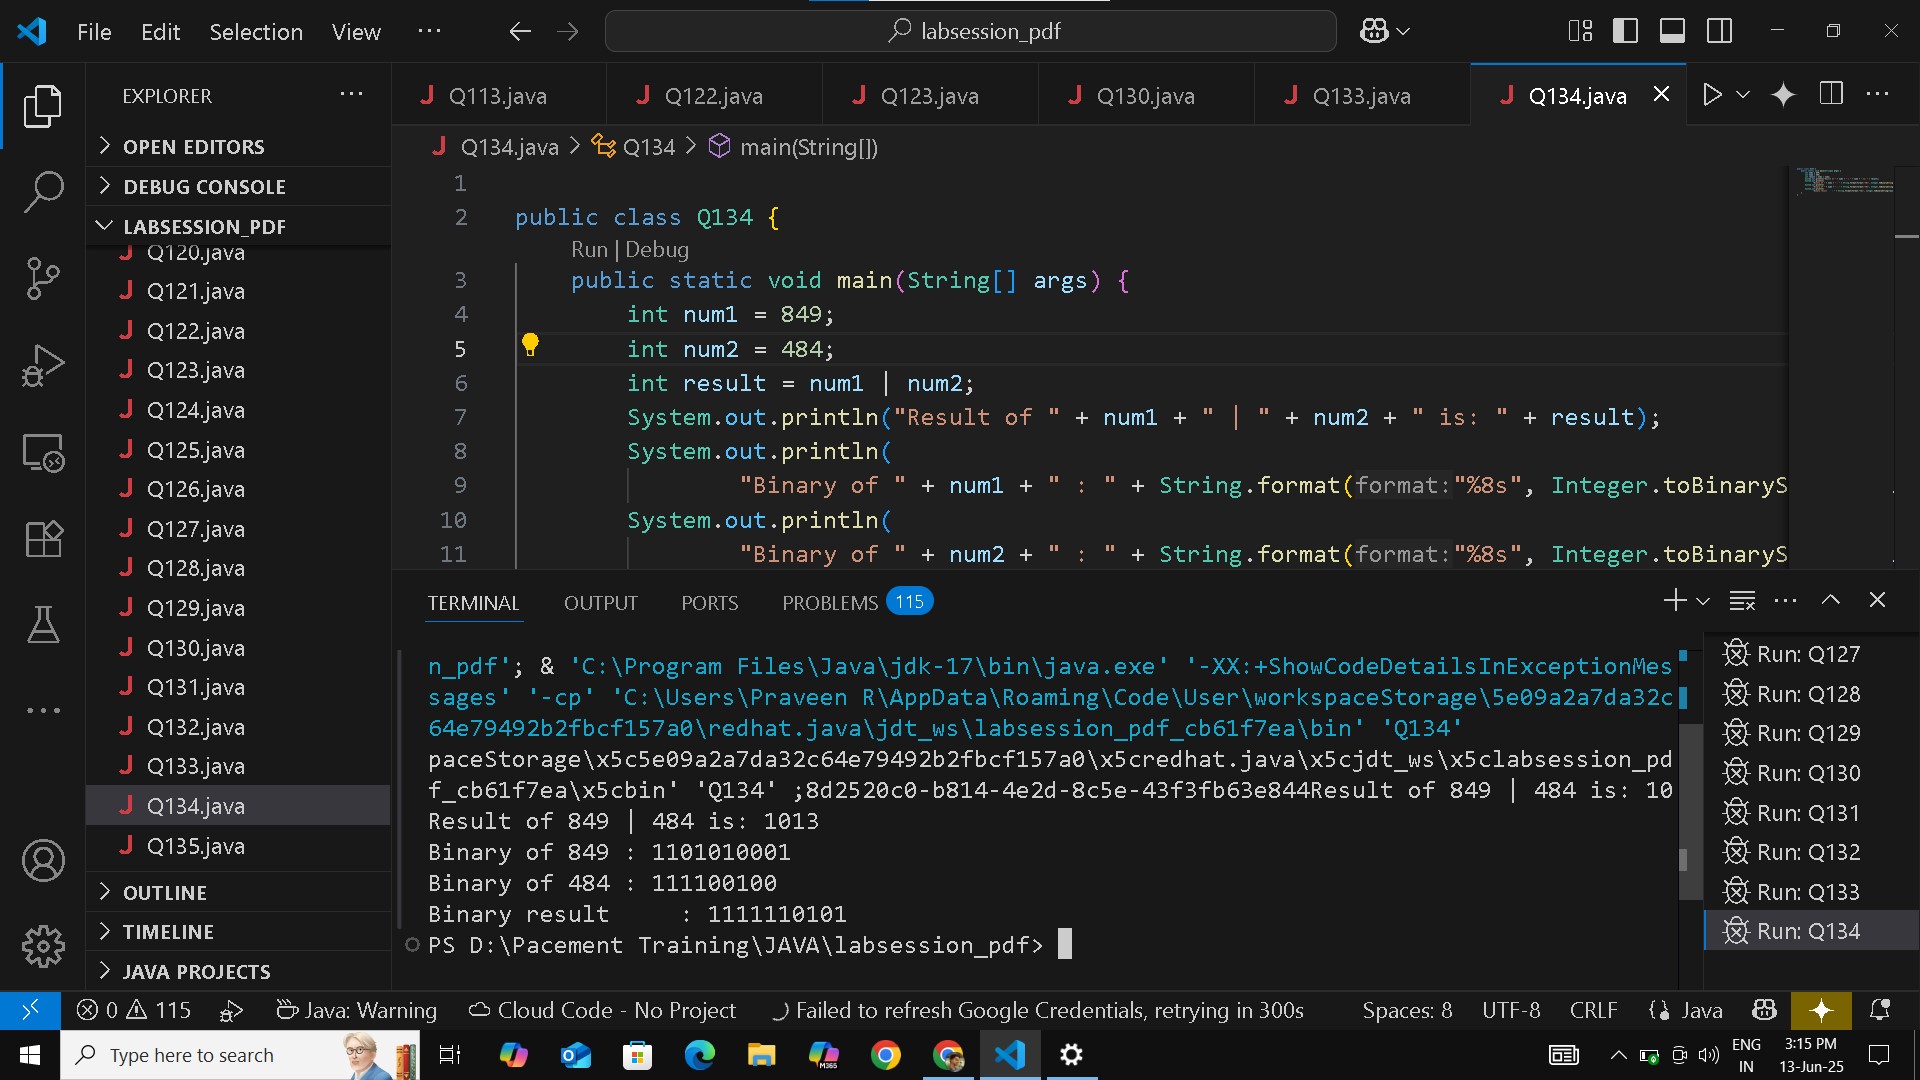 File Edit Selection View ··· labsession_pdf
EXPLORER ···
OPEN EDITORS
DEBUG CONSOLE
LABSESSION_PDF
Q120.java
Q121.java
Q122.java
Q123.java
Q124.java
Q125.java
Q126.java
Q127.java
Q128.java
Q129.java
Q130.java
Q131.java
Q132.java
Q133.java
Q134.java
Q135.java
OUTLINE
TIMELINE
JAVA PROJECTS
Q113.java Q122.java Q123.java Q130.java Q133.java Q134.java
Q134.java > Q134 > main(String[])
1
2 public class Q134 {
Run | Debug
3 public static void main(String[] args) {
4 int num1 = 849;
5 int num2 = 484;
6 int result = num1 | num2;
7 System.out.println("Result of " + num1 + " | " + num2 + " is: " + result);
8 System.out.println(
9 "Binary of " + num1 + " : " + String.format(format:"%8s", Integer.toBinaryS
10 System.out.println(
11 "Binary of " + num2 + " : " + String.format(format:"%8s", Integer.toBinaryS
TERMINAL OUTPUT PORTS PROBLEMS 115
n_pdf'; & 'C:\Program Files\Java\jdk-17\bin\java.exe' '-XX:+ShowCodeDetailsInExceptionMes
sages' '-cp' 'C:\Users\Praveen R\AppData\Roaming\Code\User\workspaceStorage\5e09a2a7da32c
64e79492b2fbcf157a0\redhat.java\jdt_ws\labsession_pdf_cb61f7ea\bin' 'Q134'
paceStorage\x5c5e09a2a7da32c64e79492b2fbcf157a0\x5credhat.java\x5cjdt_ws\x5clabsession_pd
f_cb61f7ea\x5cbin' 'Q134' ;8d2520c0-b814-4e2d-8c5e-43f3fb63e844Result of 849 | 484 is: 10
Result of 849 | 484 is: 1013
Binary of 849 : 1101010001
Binary of 484 : 111100100
Binary result     : 1111110101
PS D:\Pacement Training\JAVA\labsession_pdf>
Run: Q127
Run: Q128
Run: Q129
Run: Q130
Run: Q131
Run: Q132
Run: Q133
Run: Q134
0 115 Java: Warning Cloud Code - No Project Failed to refresh Google Credentials, retrying in 300s Spaces: 8 UTF-8 CRLF Java
Type here to search
M365
ENG
IN
3:15 PM
13-Jun-25